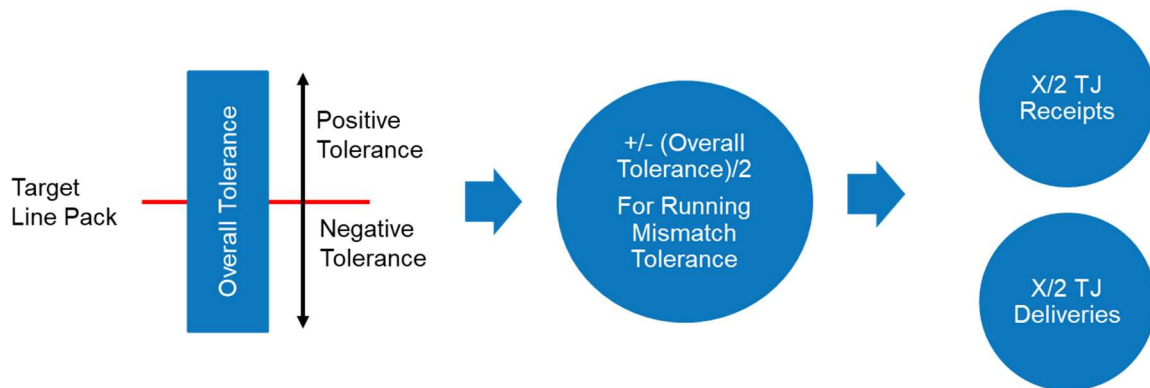 Target
Line Pack
Overall Tolerance
Positive
Tolerance
Negative
Tolerance
+/- (Overall
Tolerance)/2
For Running
Mismatch
Tolerance
X/2 TJ
Receipts
X/2 TJ
Deliveries